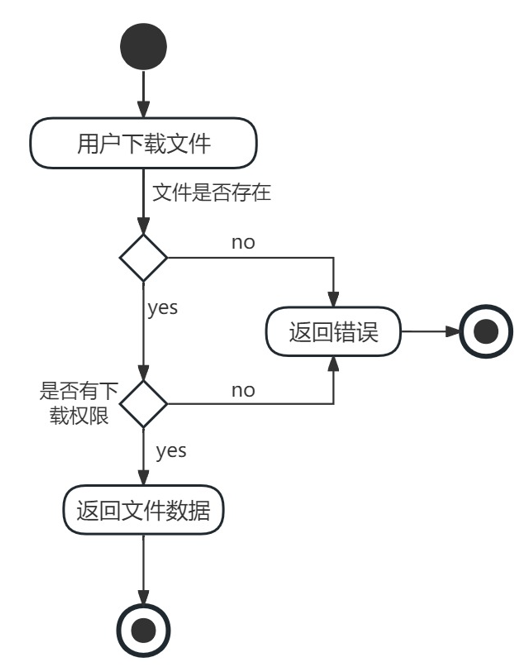 用户下载文件
文件是否存在
no
yes
返回错误
是否有下
载权限
no
yes
返回文件数据